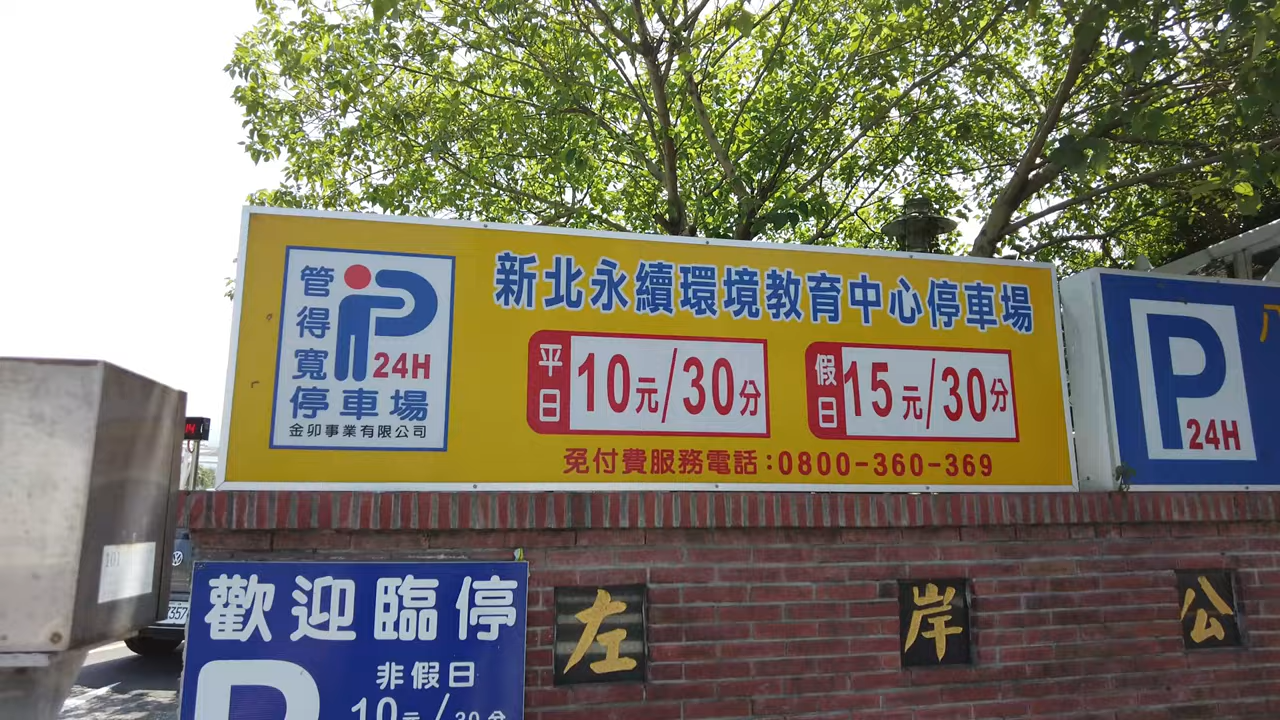 新北永續環境教育中心停車場
管得寬
停車場
24H
金卯事業有限公司
平日 10元/30分
假日 15元/30分
免付費服務電話:0800-360-369
P
24H
歡迎臨停
P
非假日
10元/30分
左岸公
101
7357